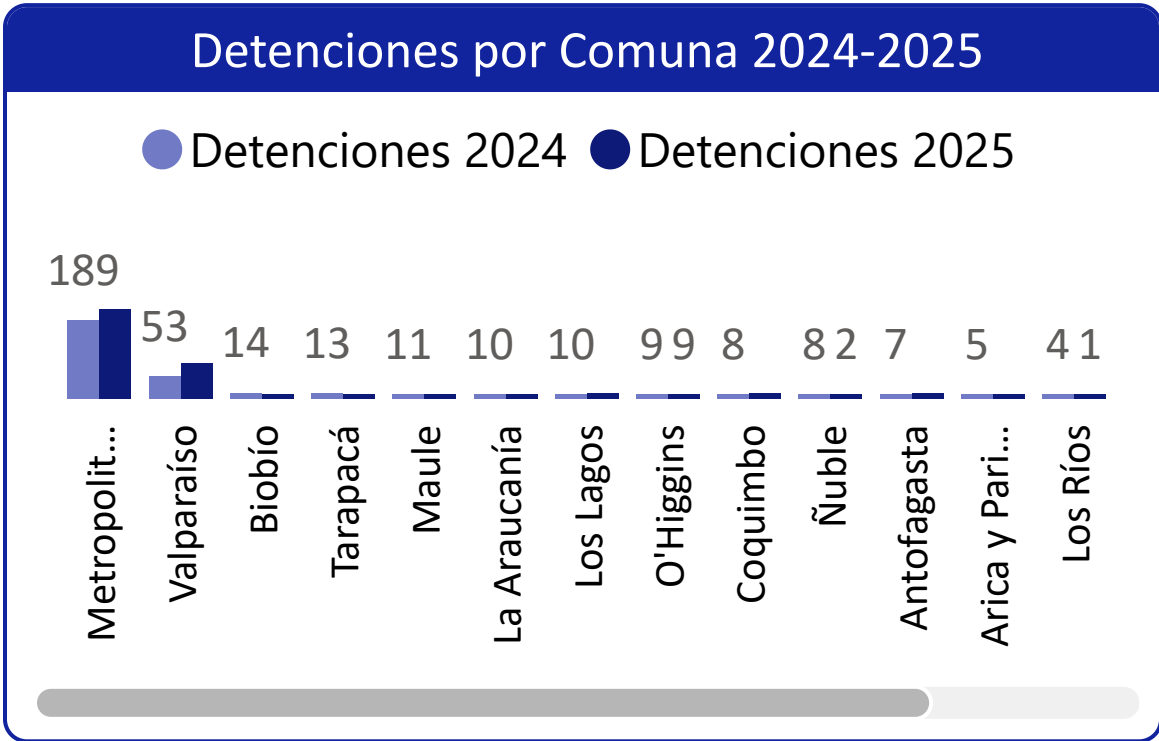 Detenciones por Comuna 2024-2025
Detenciones 2024 Detenciones 2025
189 53 14 13 11 10 10 9 9 8 8 2 7 5 4 1
Metropolit...
Valparaíso
Biobío
Tarapacá
Maule
La Araucanía
Los Lagos
O'Higgins
Coquimbo
Ñuble
Antofagasta
Arica y Pari...
Los Ríos